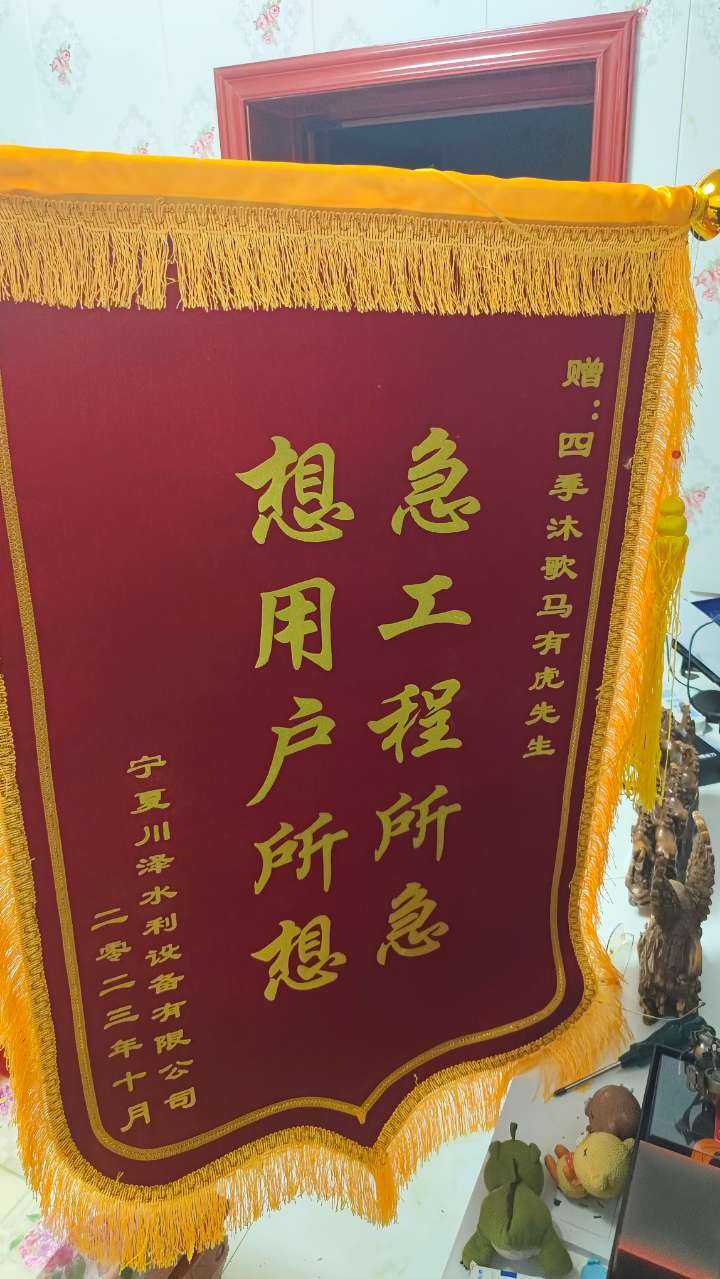 赠：四季沐歌马有虎先生
急工程所急
想用户所想
宁夏川泽水利设备有限公司
二零二三年十月